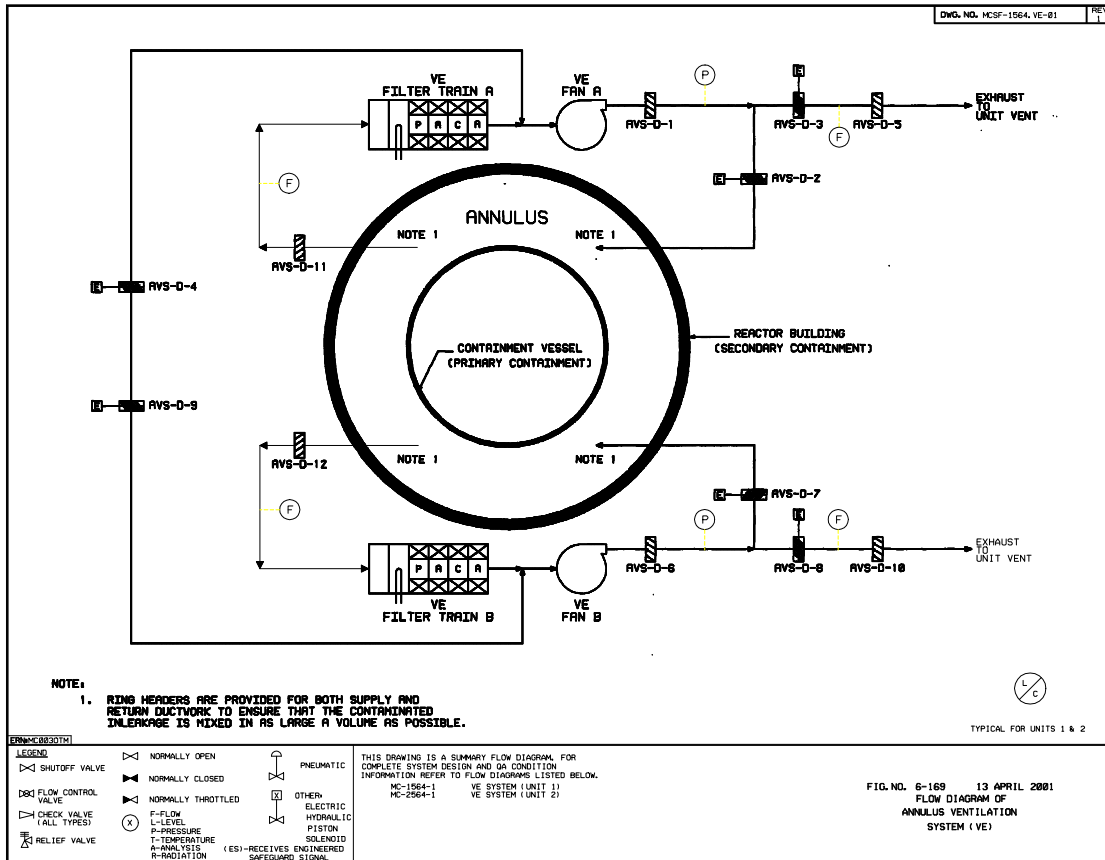 DWG. NO. MCSF-1564.VE-01
REV
1
VE
FILTER TRAIN A
VE
FAN A
P
E
EXHAUST
TO
UNIT VENT
P A C A
AVS-D-1
AVS-D-3
F
AVS-D-5
E
AVS-D-2
F
ANNULUS
NOTE 1
NOTE 1
AVS-D-11
E
AVS-D-4
REACTOR BUILDING
(SECONDARY CONTAINMENT)
CONTAINMENT VESSEL
(PRIMARY CONTAINMENT)
E
AVS-D-9
AVS-D-12
NOTE 1
NOTE 1
F
E
AVS-D-7
P
E
F
EXHAUST
TO
UNIT VENT
P A C A
AVS-D-6
AVS-D-8
AVS-D-10
VE
FILTER TRAIN B
VE
FAN B
NOTE:
1. RING HEADERS ARE PROVIDED FOR BOTH SUPPLY AND
RETURN DUCTWORK TO ENSURE THAT THE CONTAMINATED
INLEAKAGE IS MIXED IN AS LARGE A VOLUME AS POSSIBLE.
L/C
TYPICAL FOR UNITS 1 & 2
LEGEND
SHUTOFF VALVE
FLOW CONTROL
VALVE
CHECK VALVE
(ALL TYPES)
RELIEF VALVE
NORMALLY OPEN
NORMALLY CLOSED
NORMALLY THROTTLED
X
F-FLOW
L-LEVEL
P-PRESSURE
T-TEMPERATURE
A-ANALYSIS
R-RADIATION
PNEUMATIC
X
OTHER:
ELECTRIC
HYDRAULIC
PISTON
SOLENOID
(ES)-RECEIVES ENGINEERED
SAFEGUARD SIGNAL
THIS DRAWING IS A SUMMARY FLOW DIAGRAM. FOR
COMPLETE SYSTEM DESIGN AND QA CONDITION
INFORMATION REFER TO FLOW DIAGRAMS LISTED BELOW.
MC-1564-1 VE SYSTEM (UNIT 1)
MC-2564-1 VE SYSTEM (UNIT 2)
FIG.NO. 6-169 13 APRIL 2001
FLOW DIAGRAM OF
ANNULUS VENTILATION
SYSTEM (VE)